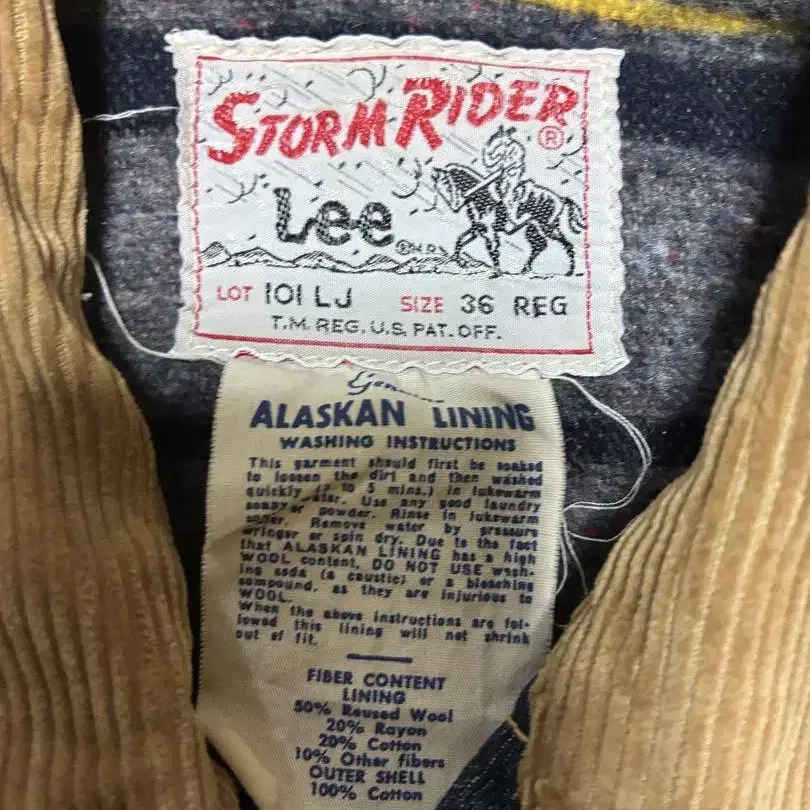 STORM RIDER ®
Lee ® M.R.
LOT 101 LJ SIZE 36 REG
T.M. REG. U.S. PAT. OFF.
Genuine
ALASKAN LINING
WASHING INSTRUCTIONS
This garment should first be soaked
to loosen the dirt and then washed
quickly (2 to 5 mins.) in lukewarm
water. Use any good laundry
soap or powder. Rinse in lukewarm
water. Remove water by pressure
wringer or spin dry. Due to the fact
that ALASKAN LINING has a high
WOOL content, DO NOT USE wash-
ing soda (a caustic) or a bleaching
compound, as they are injurious to
WOOL.
When the above instructions are fol-
lowed this lining will not shrink
out of fit.
FIBER CONTENT
LINING
50% Reused Wool
20% Rayon
20% Cotton
10% Other fibers
OUTER SHELL
100% Cotton